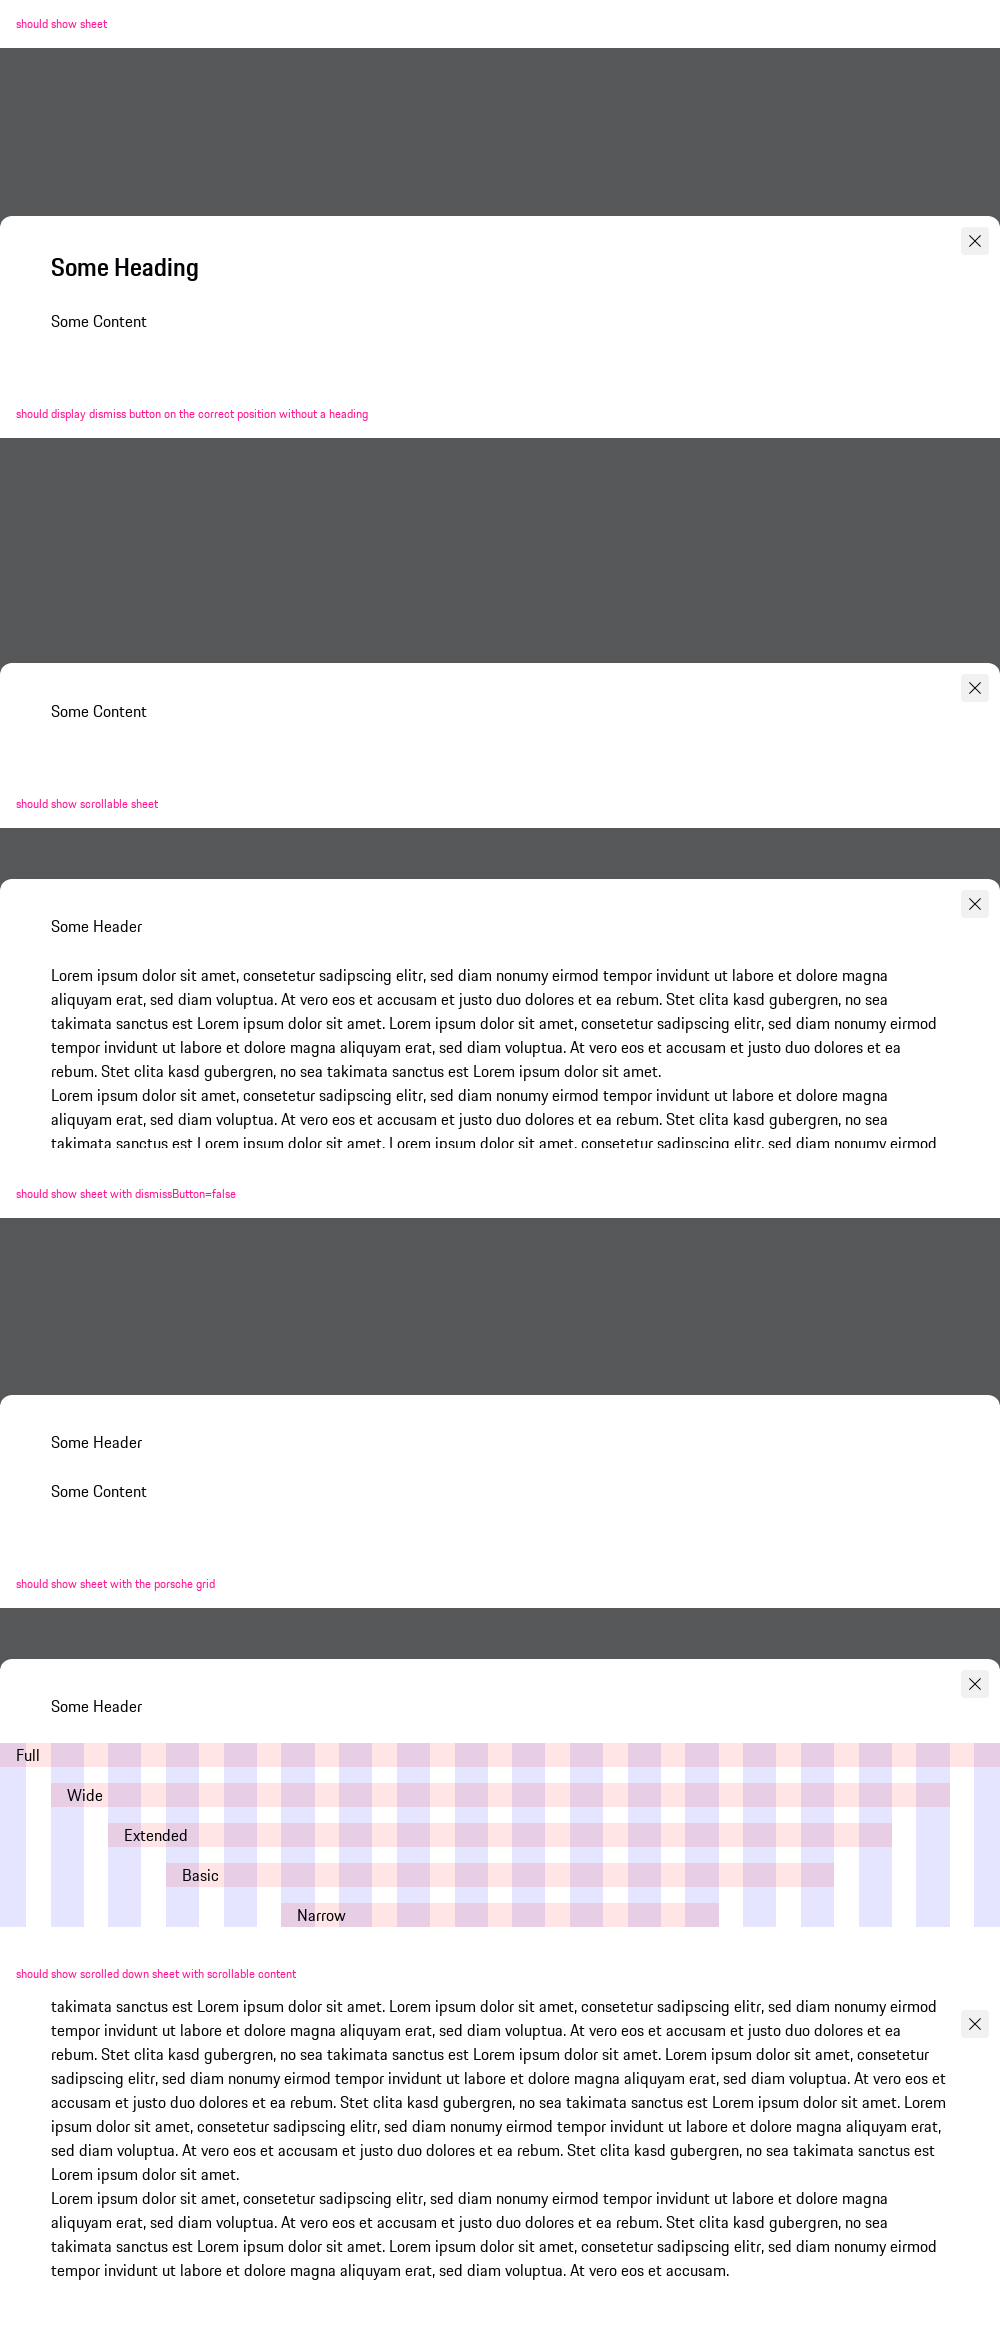 should show sheet
Some Heading
Some Content
should display dismiss button on the correct position without a heading
Some Content
should show scrollable sheet
Some Header
Lorem ipsum dolor sit amet, consetetur sadipscing elitr, sed diam nonumy eirmod tempor invidunt ut labore et dolore magna
aliquyam erat, sed diam voluptua. At vero eos et accusam et justo duo dolores et ea rebum. Stet clita kasd gubergren, no sea
takimata sanctus est Lorem ipsum dolor sit amet. Lorem ipsum dolor sit amet, consetetur sadipscing elitr, sed diam nonumy eirmod
tempor invidunt ut labore et dolore magna aliquyam erat, sed diam voluptua. At vero eos et accusam et justo duo dolores et ea
rebum. Stet clita kasd gubergren, no sea takimata sanctus est Lorem ipsum dolor sit amet.
Lorem ipsum dolor sit amet, consetetur sadipscing elitr, sed diam nonumy eirmod tempor invidunt ut labore et dolore magna
aliquyam erat, sed diam voluptua. At vero eos et accusam et justo duo dolores et ea rebum. Stet clita kasd gubergren, no sea
takimata sanctus est Lorem ipsum dolor sit amet. Lorem ipsum dolor sit amet, consetetur sadipscing elitr, sed diam nonumy eirmod
should show sheet with dismissButton=false
Some Header
Some Content
should show sheet with the porsche grid
Some Header
Full
Wide
Extended
Basic
Narrow
should show scrolled down sheet with scrollable content
takimata sanctus est Lorem ipsum dolor sit amet. Lorem ipsum dolor sit amet, consetetur sadipscing elitr, sed diam nonumy eirmod
tempor invidunt ut labore et dolore magna aliquyam erat, sed diam voluptua. At vero eos et accusam et justo duo dolores et ea
rebum. Stet clita kasd gubergren, no sea takimata sanctus est Lorem ipsum dolor sit amet. Lorem ipsum dolor sit amet, consetetur
sadipscing elitr, sed diam nonumy eirmod tempor invidunt ut labore et dolore magna aliquyam erat, sed diam voluptua. At vero eos et
accusam et justo duo dolores et ea rebum. Stet clita kasd gubergren, no sea takimata sanctus est Lorem ipsum dolor sit amet. Lorem
ipsum dolor sit amet, consetetur sadipscing elitr, sed diam nonumy eirmod tempor invidunt ut labore et dolore magna aliquyam erat,
sed diam voluptua. At vero eos et accusam et justo duo dolores et ea rebum. Stet clita kasd gubergren, no sea takimata sanctus est
Lorem ipsum dolor sit amet.
Lorem ipsum dolor sit amet, consetetur sadipscing elitr, sed diam nonumy eirmod tempor invidunt ut labore et dolore magna
aliquyam erat, sed diam voluptua. At vero eos et accusam et justo duo dolores et ea rebum. Stet clita kasd gubergren, no sea
takimata sanctus est Lorem ipsum dolor sit amet. Lorem ipsum dolor sit amet, consetetur sadipscing elitr, sed diam nonumy eirmod
tempor invidunt ut labore et dolore magna aliquyam erat, sed diam voluptua. At vero eos et accusam.